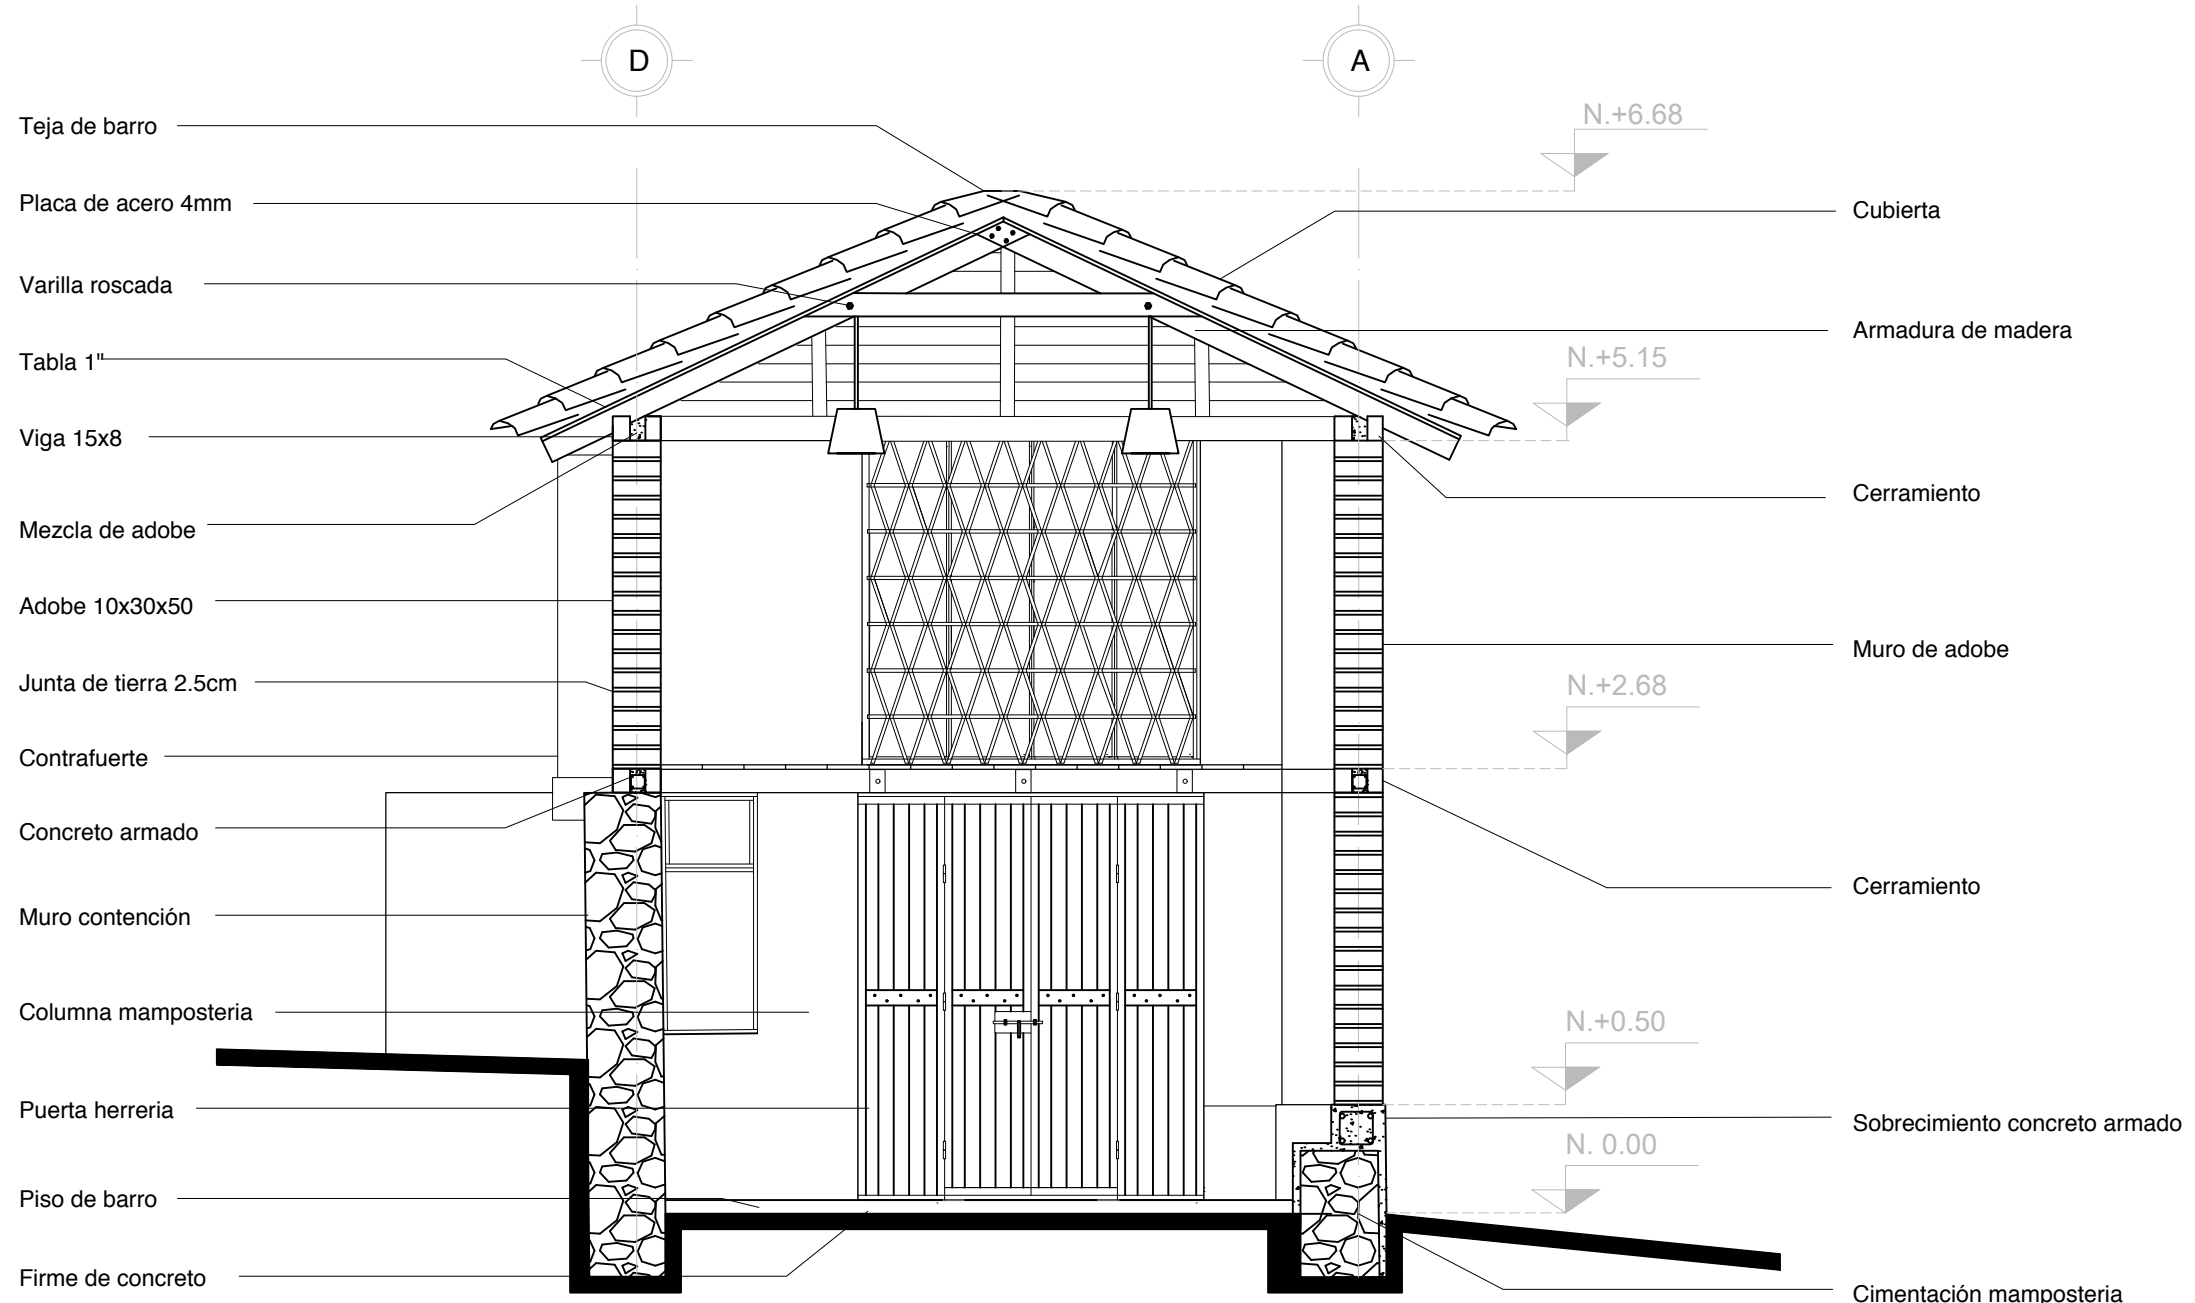 D
A
Teja de barro
Placa de acero 4mm
Varilla roscada
Tabla 1"
Viga 15x8
Mezcla de adobe
Adobe 10x30x50
Junta de tierra 2.5cm
Contrafuerte
Concreto armado
Muro contención
Columna mamposteria
Puerta herreria
Piso de barro
Firme de concreto
N.+6.68
N.+5.15
N.+2.68
N.+0.50
N. 0.00
Cubierta
Armadura de madera
Cerramiento
Muro de adobe
Cerramiento
Sobrecimiento concreto armado
Cimentación mamposteria